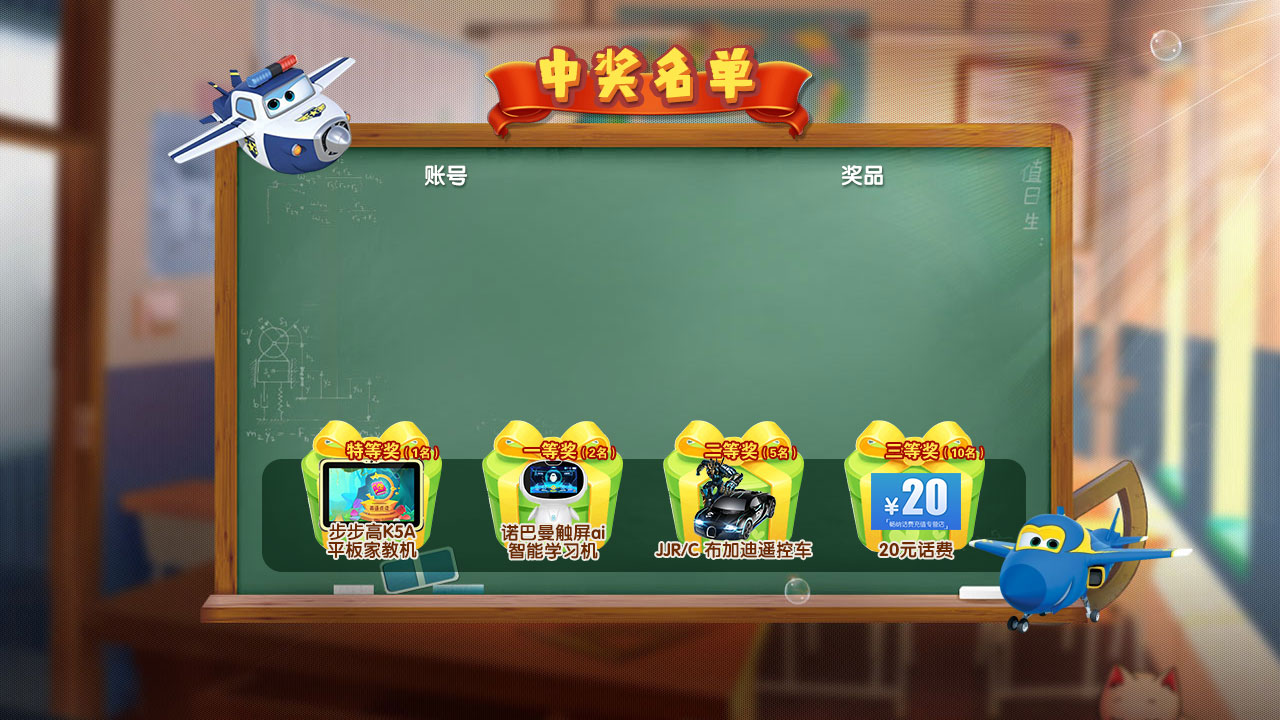 中奖名单
账号
奖品
值日生:
特等奖(1名)
步步高K5A
平板家教机
一等奖(2名)
诺巴曼触屏ai
智能学习机
二等奖(5名)
JJR/C 布加迪遥控车
三等奖(10名)
¥20
20元话费